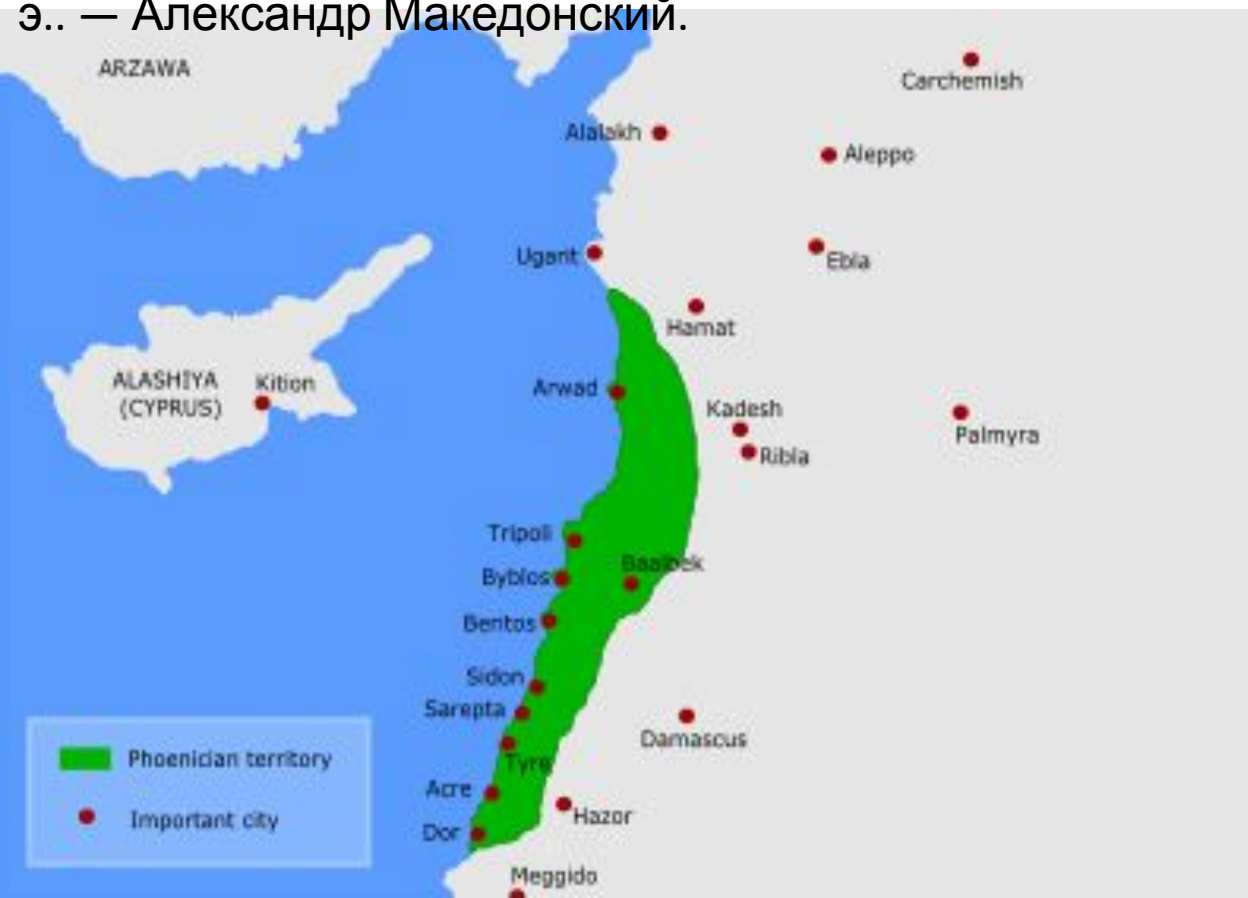 э.. — Александр Македонский.
ARZAWA
Carchemish
Alalakh
Aleppo
Ugarit
Ebla
Hamat
ALASHIYA
(CYPRUS)
Kition
Arwad
Kadesh
Ribla
Palmyra
Tripoli
Baalbek
Byblos
Beritos
Sidon
Sarepta
Damascus
Tyre
Phoenician territory
Acre
Hazor
Important city
Dor
Meggido